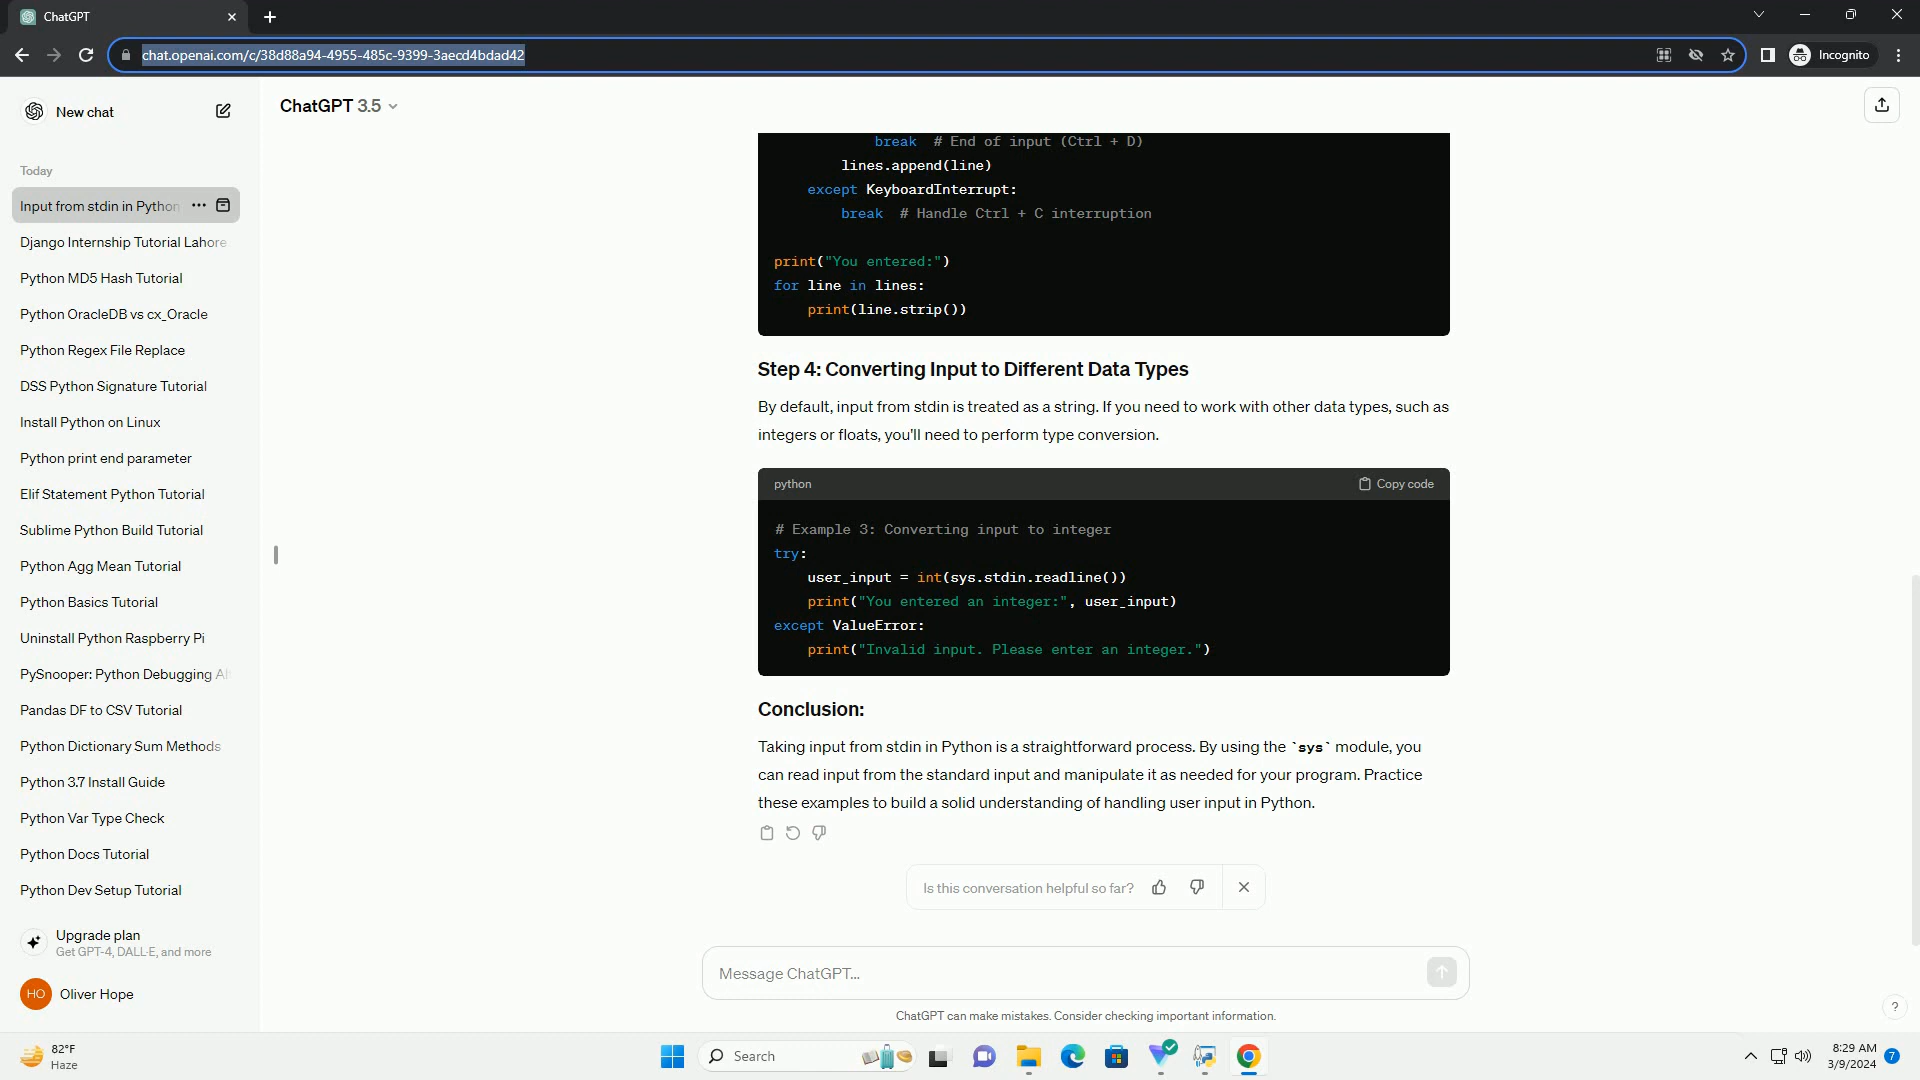 ChatGPT
chat.openai.com/c/38d88a94-4955-485c-9399-3aecd4bdad42
Incognito
New chat
Today
Input from stdin in Python
Django Internship Tutorial Lahore
Python MD5 Hash Tutorial
Python OracleDB vs cx_Oracle
Python Regex File Replace
DSS Python Signature Tutorial
Install Python on Linux
Python print end parameter
Elif Statement Python Tutorial
Sublime Python Build Tutorial
Python Agg Mean Tutorial
Python Basics Tutorial
Uninstall Python Raspberry Pi
PySnooper: Python Debugging
Pandas DF to CSV Tutorial
Python Dictionary Sum Methods
Python 3.7 Install Guide
Python Var Type Check
Python Docs Tutorial
Python Dev Setup Tutorial
Upgrade plan
Get GPT-4, DALL·E, and more
HO Oliver Hope
ChatGPT 3.5
break # End of input (Ctrl + D)
lines.append(line)
except KeyboardInterrupt:
break # Handle Ctrl + C interruption
print("You entered:")
for line in lines:
print(line.strip())
Step 4: Converting Input to Different Data Types
By default, input from stdin is treated as a string. If you need to work with other data types, such as
integers or floats, you'll need to perform type conversion.
python Copy code
# Example 3: Converting input to integer
try:
user_input = int(sys.stdin.readline())
print("You entered an integer:", user_input)
except ValueError:
print("Invalid input. Please enter an integer.")
Conclusion:
Taking input from stdin in Python is a straightforward process. By using the `sys` module, you
can read input from the standard input and manipulate it as needed for your program. Practice
these examples to build a solid understanding of handling user input in Python.
Is this conversation helpful so far?
Message ChatGPT...
ChatGPT can make mistakes. Consider checking important information.
?
82°F
Haze
Search
8:29 AM
3/9/2024
7